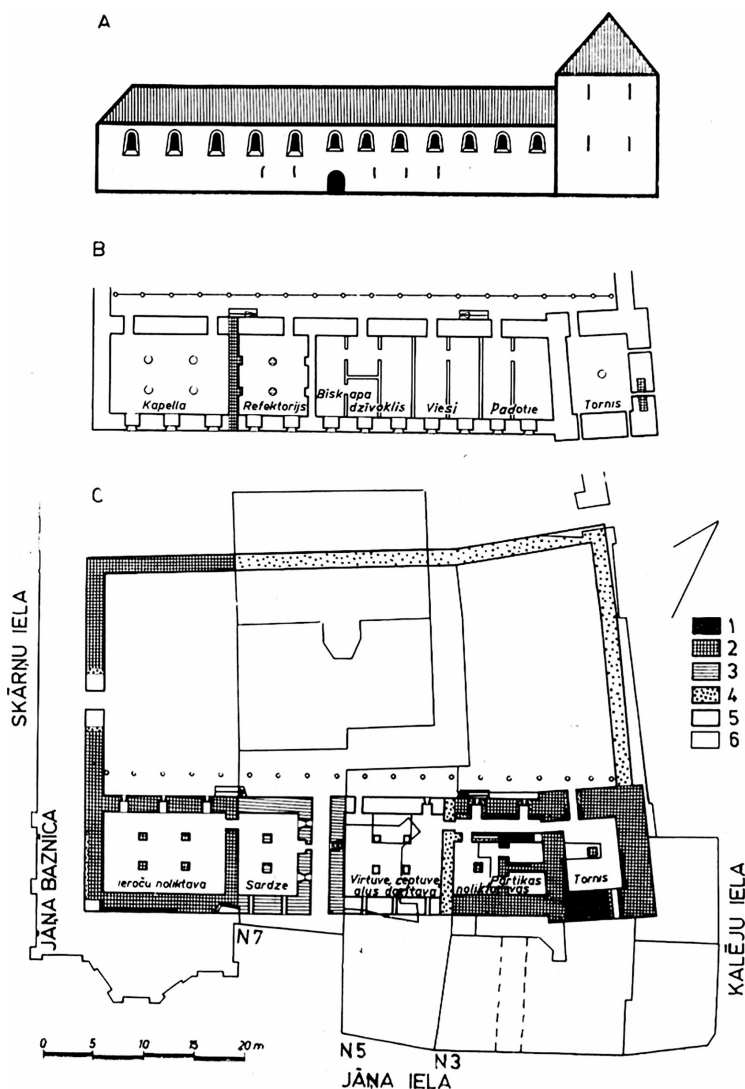 A
B
Kapella
Refektorijs
Biskapa
dzīvoklis
Viesi
Padotie
Tornis
C
SKĀRŅU IELA
JĀŅA BAZNĪCA
1
2
3
4
5
6
Ieroču noliktava
Sardze
Virtuve, ceptuve,
alus darītava
Pārtikas
noliktavas
Tornis
KALĒJU IELA
N7
N5
N3
0 5 10 15 20 m
JĀŅA IELA